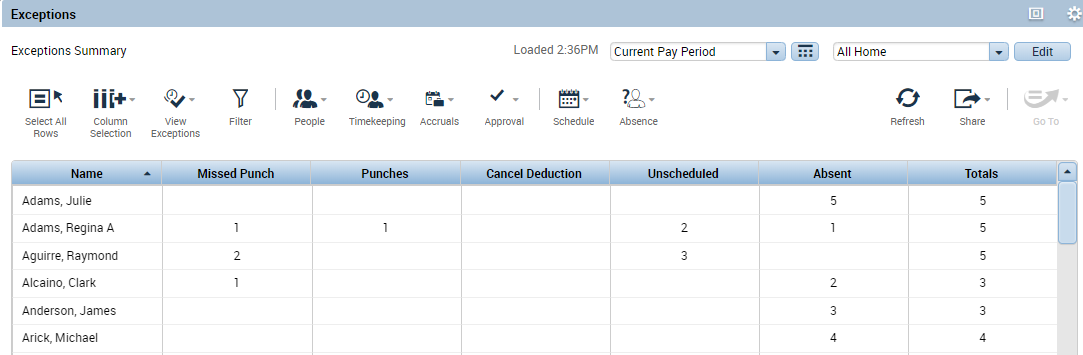 Exceptions
Exceptions Summary Loaded 2:36PM Current Pay Period All Home Edit
Select All Rows Column Selection View Exceptions Filter People Timekeeping Accruals Approval Schedule Absence Refresh Share Go To
Name Missed Punch Punches Cancel Deduction Unscheduled Absent Totals
Adams, Julie 5 5
Adams, Regina A 1 1 2 1 5
Aguirre, Raymond 2 3 5
Alcaino, Clark 1 2 3
Anderson, James 3 3
Arick, Michael 4 4